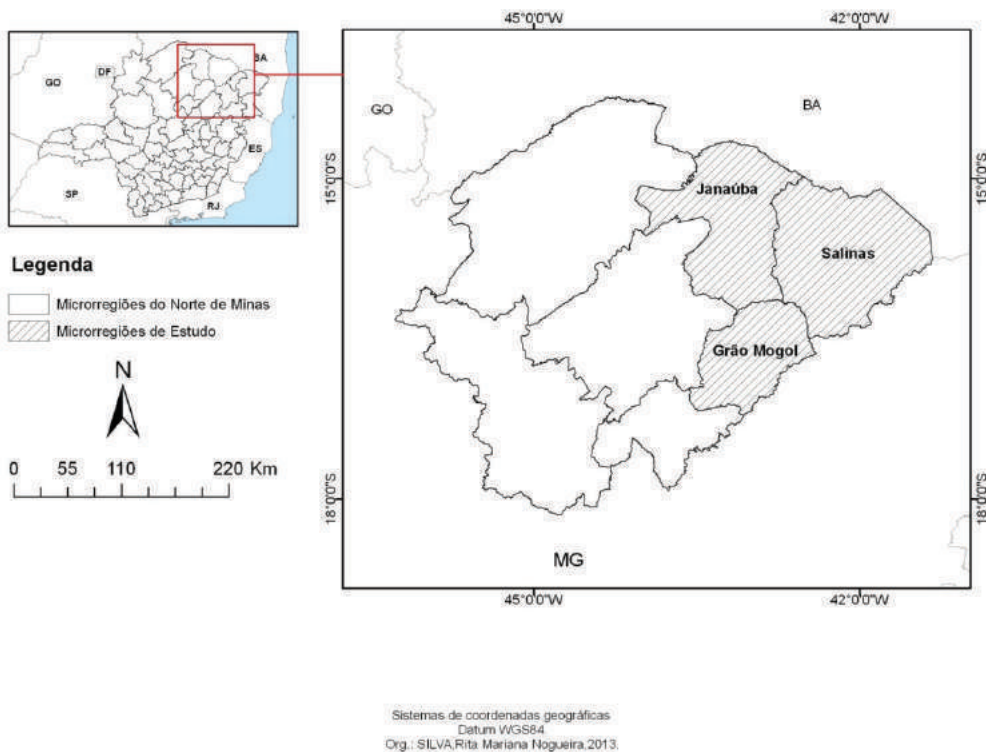 GO
DF
BA
ES
SP
RJ
Legenda
Microrregiões do Norte de Minas
Microrregiões de Estudo
N
0 55 110 220 Km
45°0'0"W 42°0'0"W
GO
BA
15°0'0"S
15°0'0"S
Janaúba
Salinas
Grão Mogol
18°0'0"S
18°0'0"S
MG
45°0'0"W 42°0'0"W
Sistemas de coordenadas geográficas
Datum WGS84.
Org.: SILVA,Rita Mariana Nogueira,2013.